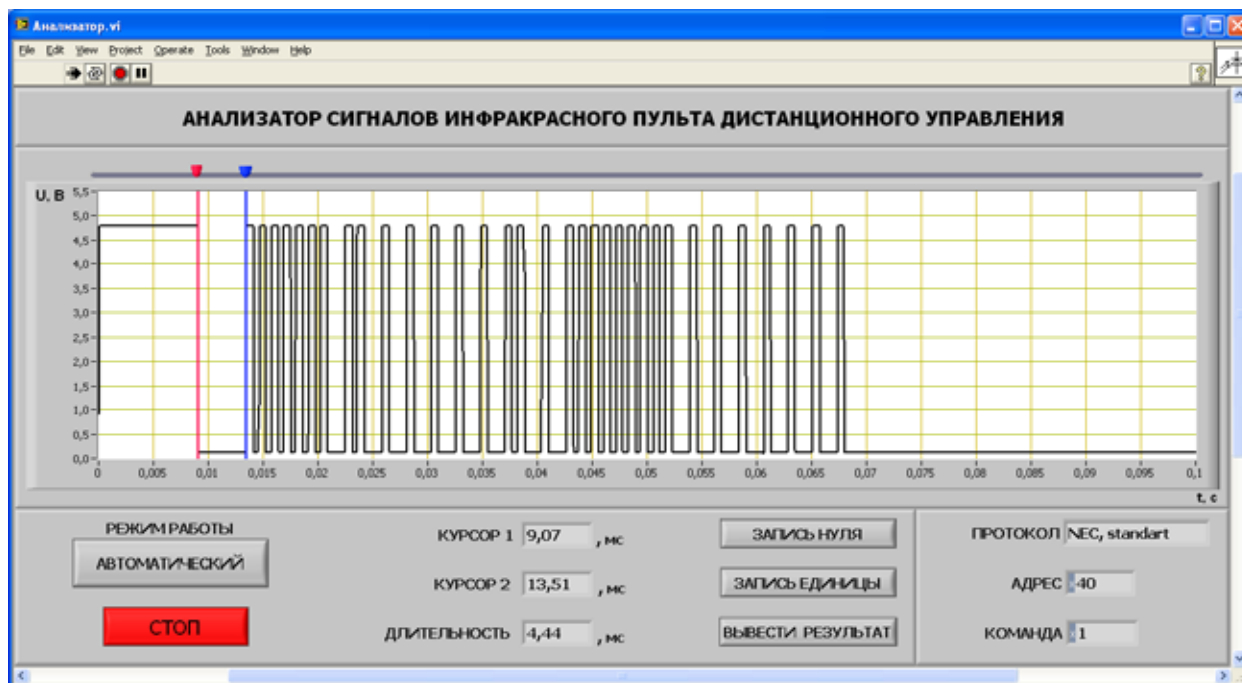 Анализатор.vi
File Edit View Project Operate Tools Window Help
АНАЛИЗАТОР СИГНАЛОВ ИНФРАКРАСНОГО ПУЛЬТА ДИСТАНЦИОННОГО УПРАВЛЕНИЯ
U, В
5,5
5,0
4,5
4,0
3,5
3,0
2,5
2,0
1,5
1,0
0,5
0,0
0 0,005 0,01 0,015 0,02 0,025 0,03 0,035 0,04 0,045 0,05 0,055 0,06 0,065 0,07 0,075 0,08 0,085 0,09 0,095 0,1
t, с
РЕЖИМ РАБОТЫ
АВТОМАТИЧЕСКИЙ
СТОП
КУРСОР 1 9,07 , мс
КУРСОР 2 13,51 , мс
ДЛИТЕЛЬНОСТЬ 4,44 , мс
ЗАПИСЬ НУЛЯ
ЗАПИСЬ ЕДИНИЦЫ
ВЫВЕСТИ РЕЗУЛЬТАТ
ПРОТОКОЛ NEC, standart
АДРЕС 40
КОМАНДА 1